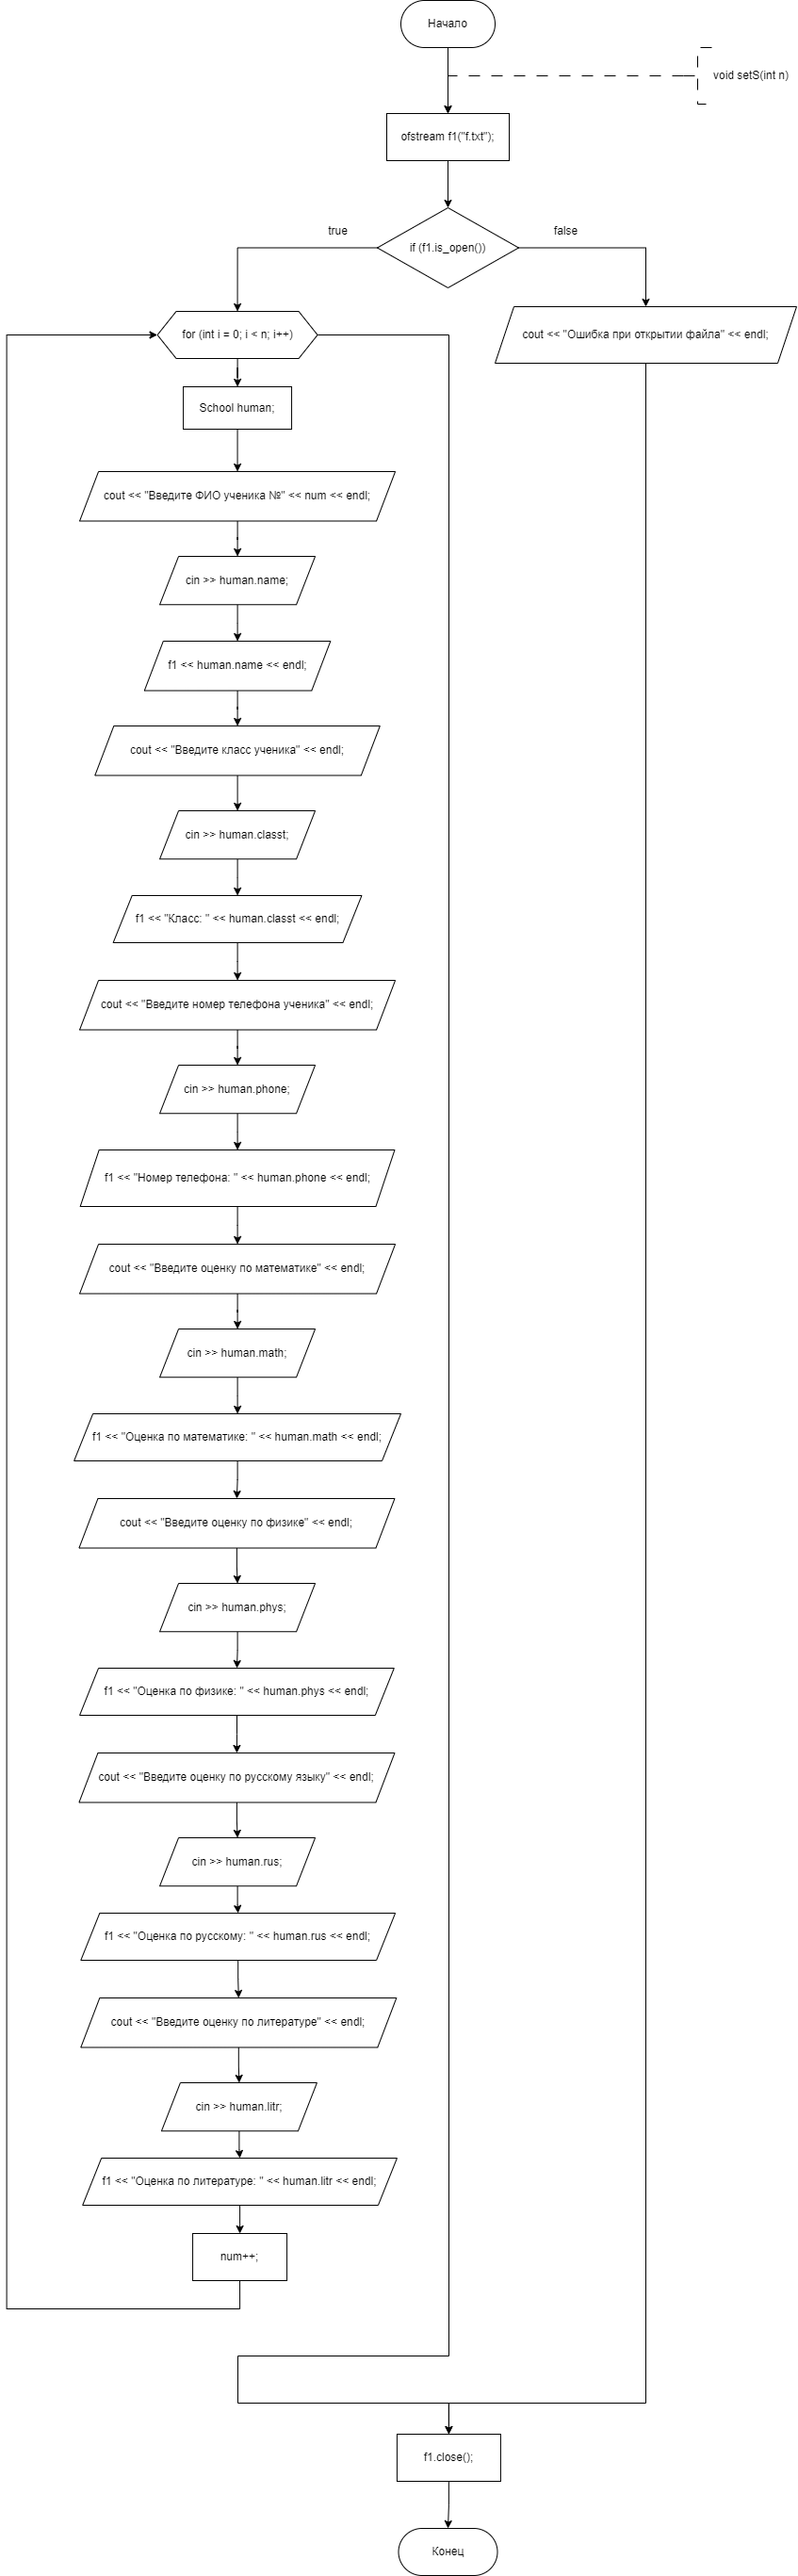 Начало
void setS(int n)
ofstream f1("f.txt");
if (f1.is_open())
true
false
for (int i = 0; i < n; i++)
cout << "Ошибка при открытии файла" << endl;
School human;
cout << "Введите ФИО ученика №" << num << endl;
cin >> human.name;
f1 << human.name << endl;
cout << "Введите класс ученика" << endl;
cin >> human.classt;
f1 << "Класс: " << human.classt << endl;
cout << "Введите номер телефона ученика" << endl;
cin >> human.phone;
f1 << "Номер телефона: " << human.phone << endl;
cout << "Введите оценку по математике" << endl;
cin >> human.math;
f1 << "Оценка по математике: " << human.math << endl;
cout << "Введите оценку по физике" << endl;
cin >> human.phys;
f1 << "Оценка по физике: " << human.phys << endl;
cout << "Введите оценку по русскому языку" << endl;
cin >> human.rus;
f1 << "Оценка по русскому: " << human.rus << endl;
cout << "Введите оценку по литературе" << endl;
cin >> human.litr;
f1 << "Оценка по литературе: " << human.litr << endl;
num++;
f1.close();
Конец